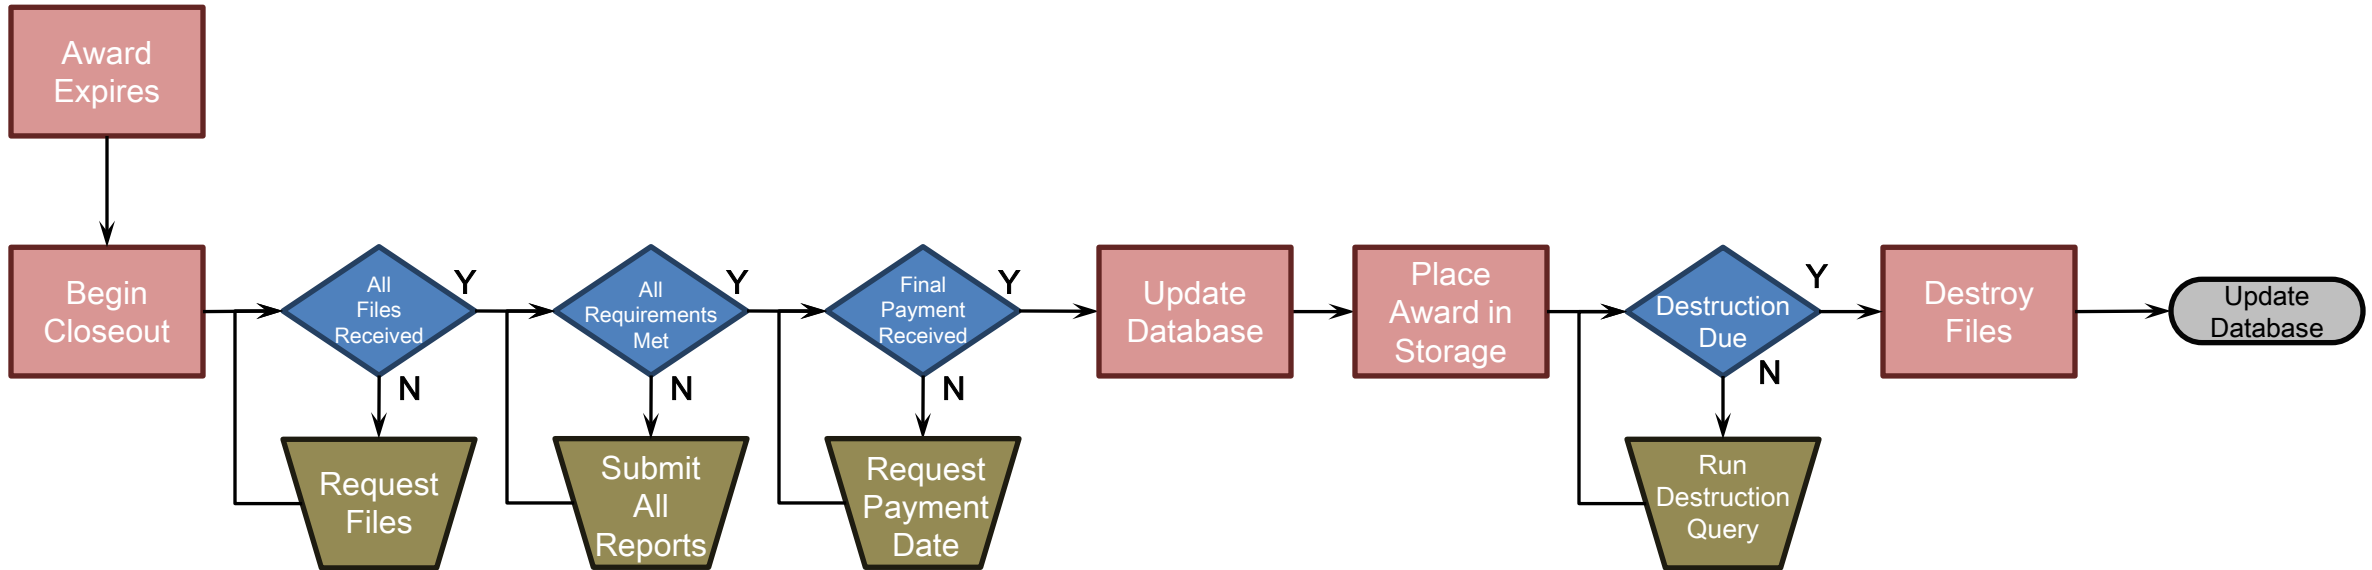 Award
Expires
Begin
Closeout
All
Files
Received
Y
N
Request
Files
All
Requirements
Met
Y
N
Submit
All
Reports
Final
Payment
Received
Y
N
Request
Payment
Date
Update
Database
Place
Award in
Storage
Destruction
Due
Y
N
Run
Destruction
Query
Destroy
Files
Update
Database